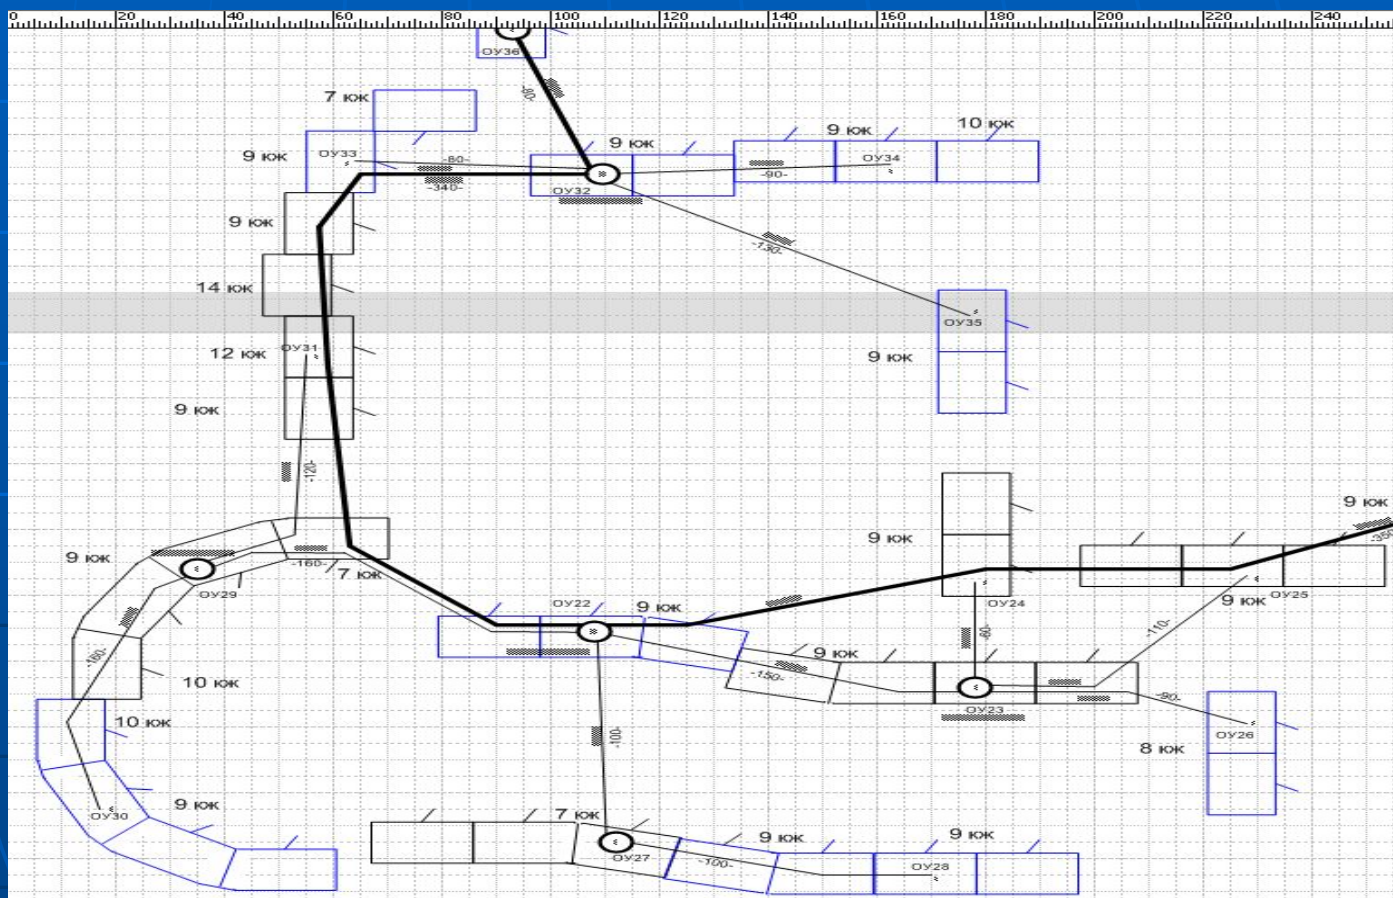 0 20 40 60 80 100 120 140 160 180 200 220 240
ОУ36
-80-
7 кж
9 кж
9 кж
10 кж
9 кж
ОУ33
-80-
ОУ34
-340-
ОУ32
-90-
9 кж
-130-
14 кж
ОУ35
12 кж
ОУ31
9 кж
9 кж
-120-
9 кж
9 кж
-350-
9 кж
-160-
7 кж
ОУ29
ОУ22
9 кж
ОУ24
9 кж
ОУ25
-80-
-110-
-160-
9 кж
-150-
10 кж
-90-
ОУ23
10 кж
-100-
ОУ26
8 кж
9 кж
ОУ30
7 кж
9 кж
9 кж
ОУ27
-100-
ОУ28